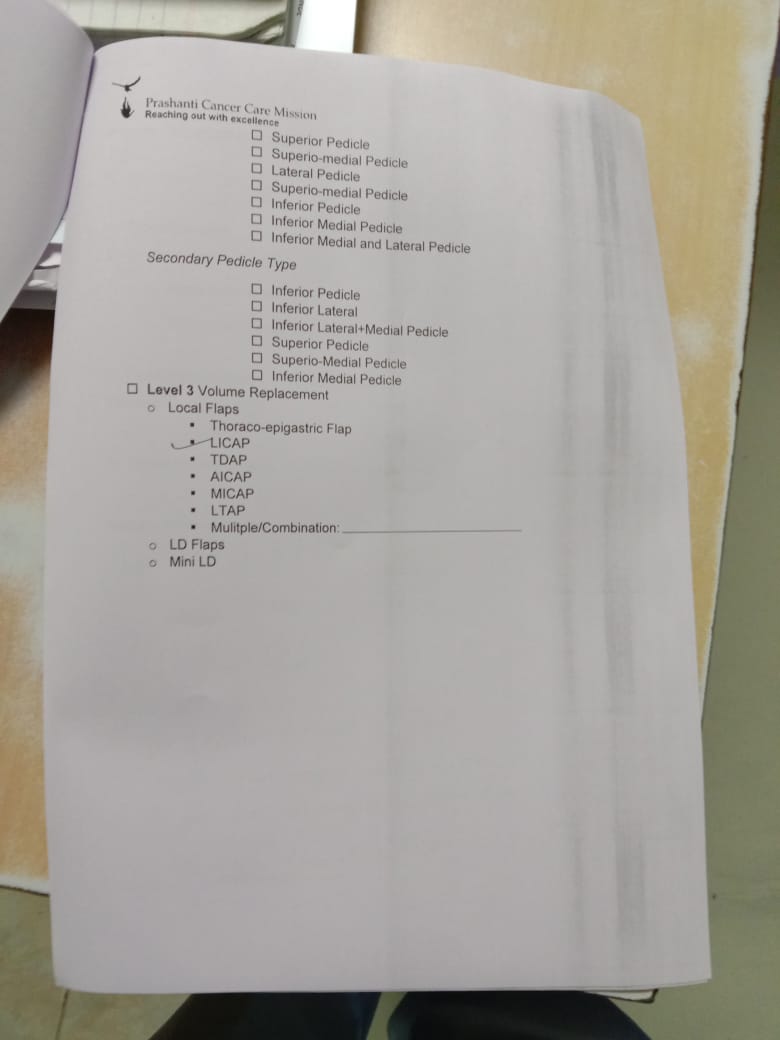 Prashanti Cancer Care Mission
Reaching out with excellence
☐ Superior Pedicle
☐ Superio-medial Pedicle
☐ Lateral Pedicle
☐ Superio-medial Pedicle
☐ Inferior Pedicle
☐ Inferior Medial Pedicle
☐ Inferior Medial and Lateral Pedicle
Secondary Pedicle Type
☐ Inferior Pedicle
☐ Inferior Lateral
☐ Inferior Lateral+Medial Pedicle
☐ Superior Pedicle
☐ Superio-Medial Pedicle
☐ Inferior Medial Pedicle
☐ Level 3 Volume Replacement
o Local Flaps
▪ Thoraco-epigastric Flap
▪ LICAP
▪ TDAP
▪ AICAP
▪ MICAP
▪ LTAP
▪ Mulitple/Combination: ____________________
o LD Flaps
o Mini LD